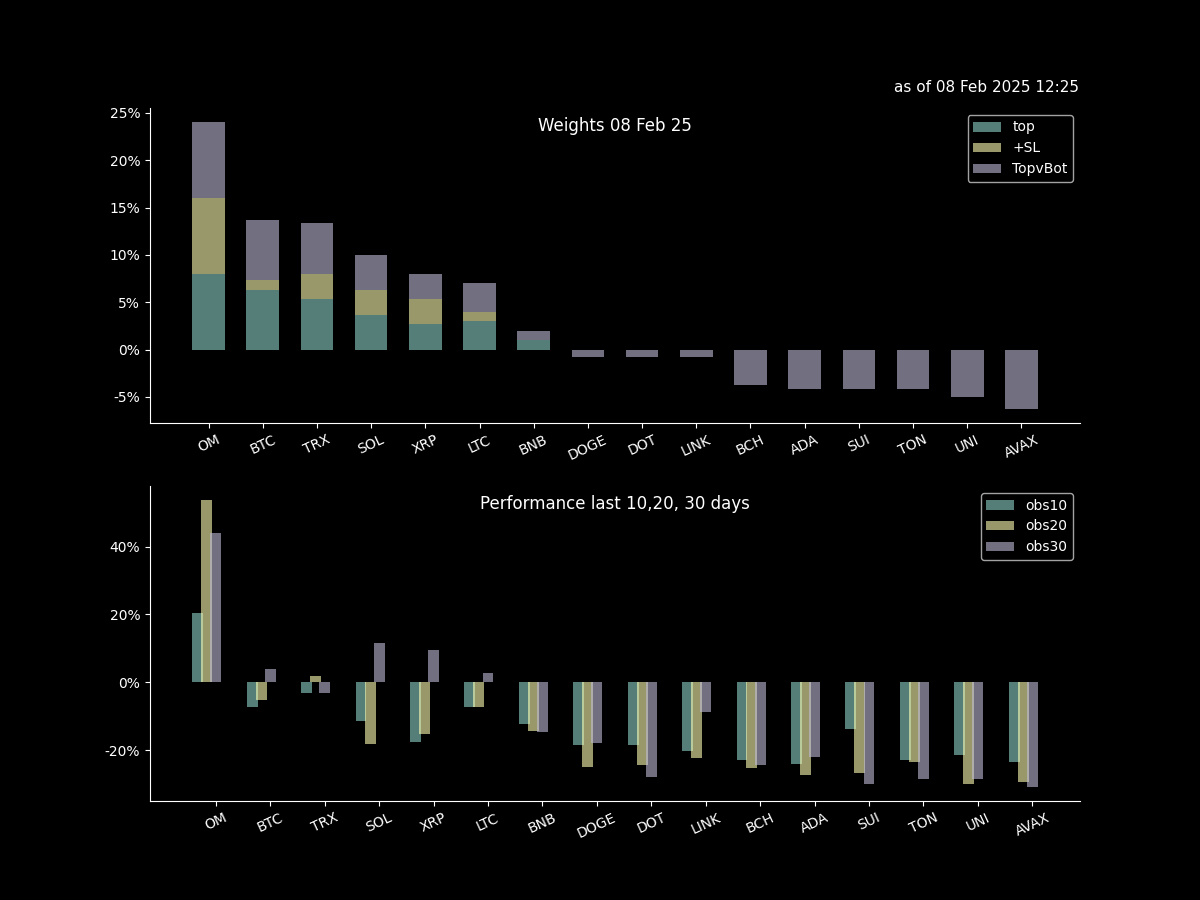 as of 08 Feb 2025 12:25
Weights 08 Feb 25
25%
20%
15%
10%
5%
0%
-5%
top
+SL
TopvBot
OM BTC TRX SOL XRP LTC BNB DOGE DOT LINK BCH ADA SUI TON UNI AVAX
Performance last 10,20, 30 days
40%
20%
0%
-20%
obs10
obs20
obs30
OM BTC TRX SOL XRP LTC BNB DOGE DOT LINK BCH ADA SUI TON UNI AVAX